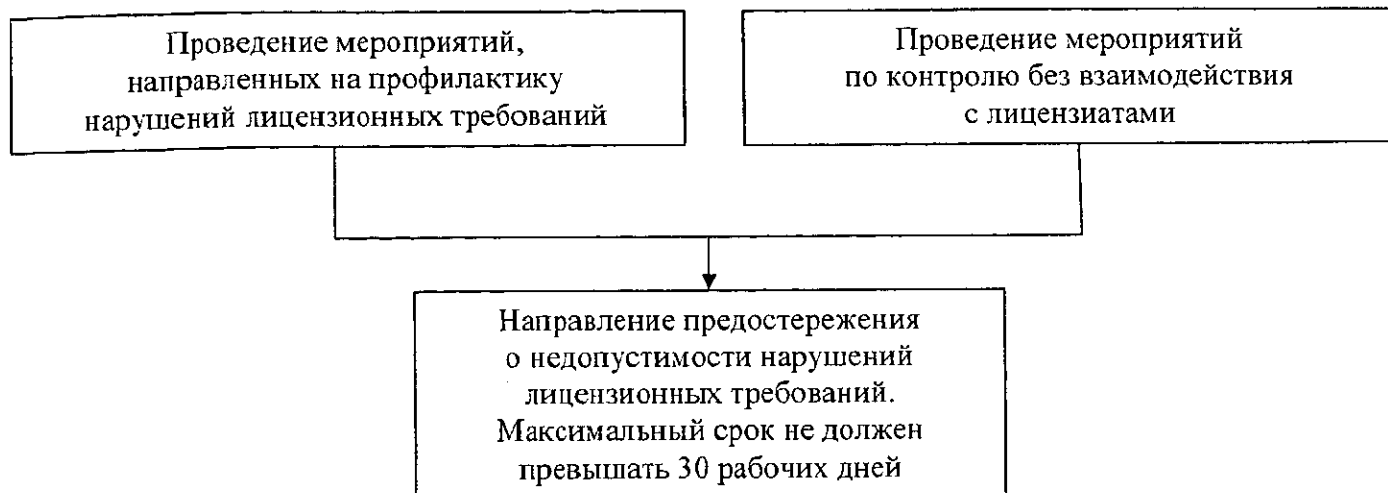 Проведение мероприятий,
направленных на профилактику
нарушений лицензионных требований
Проведение мероприятий
по контролю без взаимодействия
с лицензиатами
Направление предостережения
о недопустимости нарушений
лицензионных требований.
Максимальный срок не должен
превышать 30 рабочих дней